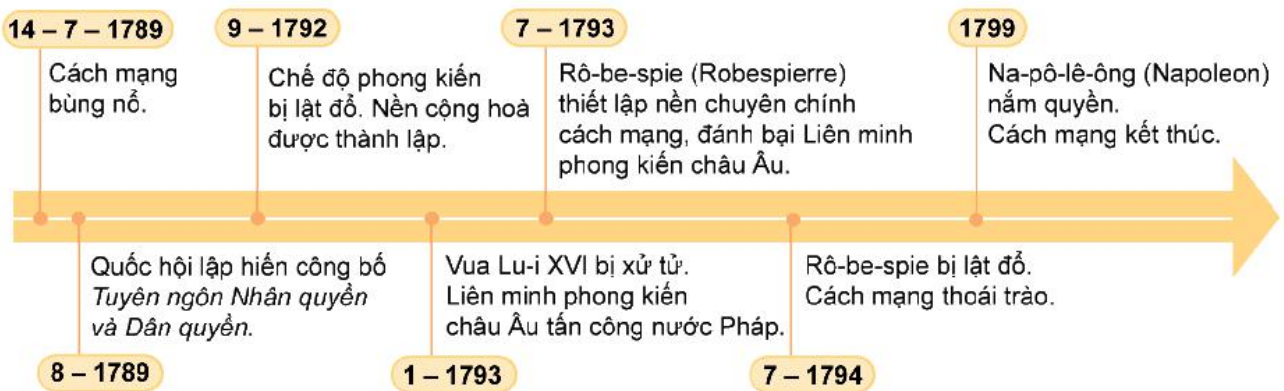 14 – 7 – 1789
Cách mạng
bùng nổ.
8 – 1789
Quốc hội lập hiến công bố
Tuyên ngôn Nhân quyền
và Dân quyền.
9 – 1792
Chế độ phong kiến
bị lật đổ. Nền cộng hoà
được thành lập.
1 – 1793
Vua Lu-i XVI bị xử tử.
Liên minh phong kiến
châu Âu tấn công nước Pháp.
7 – 1793
Rô-be-spie (Robespierre)
thiết lập nền chuyên chính
cách mạng, đánh bại Liên minh
phong kiến châu Âu.
7 – 1794
Rô-be-spie bị lật đổ.
Cách mạng thoái trào.
1799
Na-pô-lê-ông (Napoleon)
nắm quyền.
Cách mạng kết thúc.